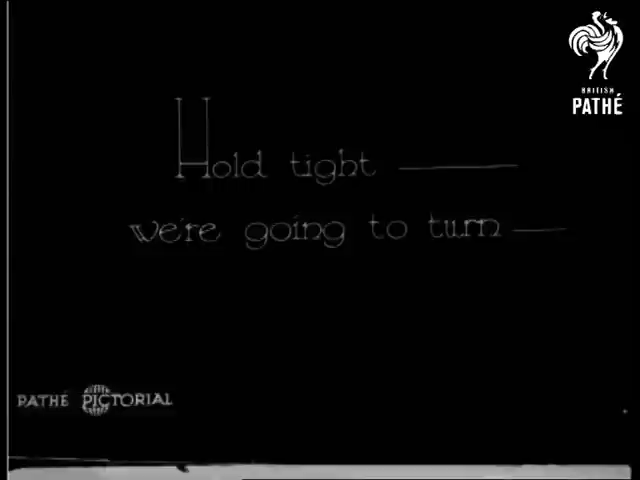 BRITISH
PATHÉ
Hold tight ——
we're going to turn —
PATHÉ PICTORIAL